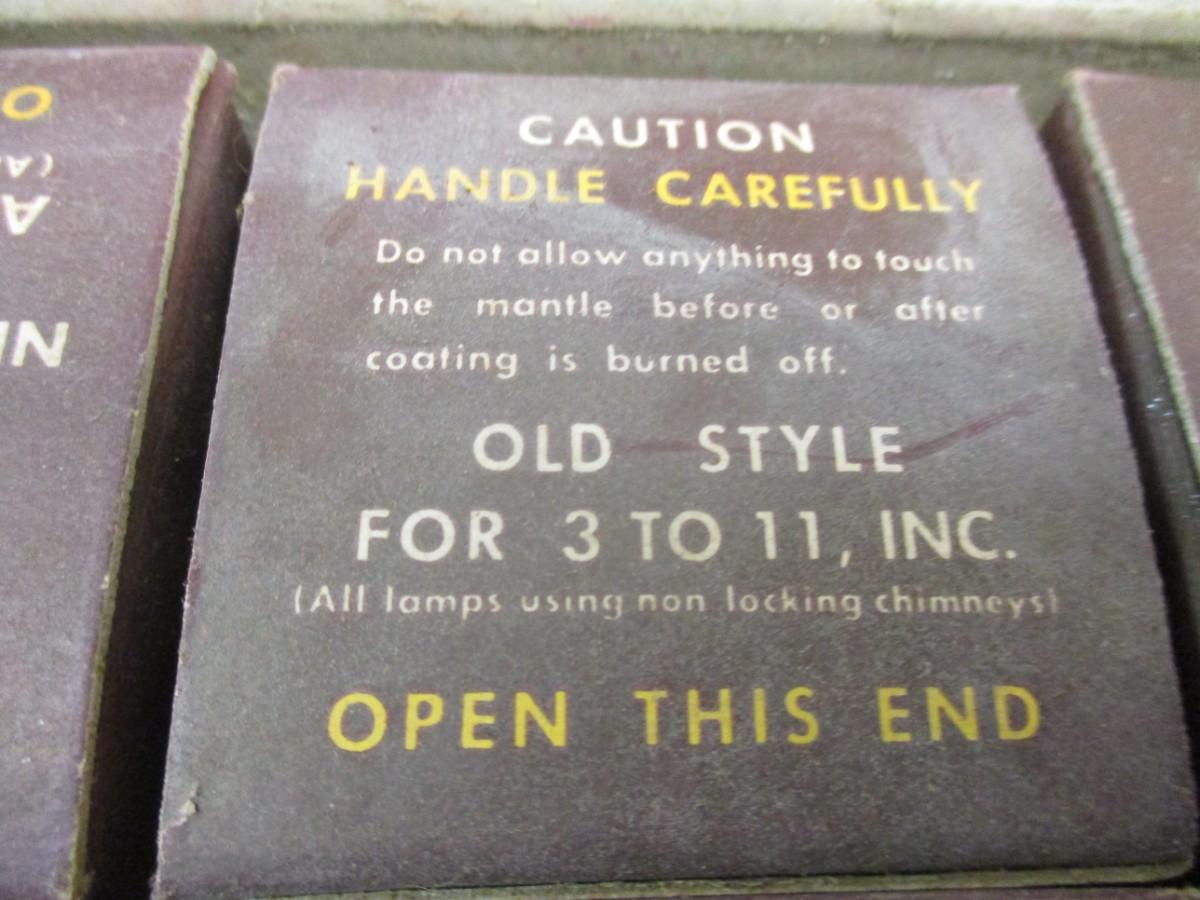 CAUTION
HANDLE CAREFULLY
Do not allow anything to touch
the mantle before or after
coating is burned off.
OLD STYLE
FOR 3 TO 11, INC.
(All lamps using non locking chimneys)
OPEN THIS END